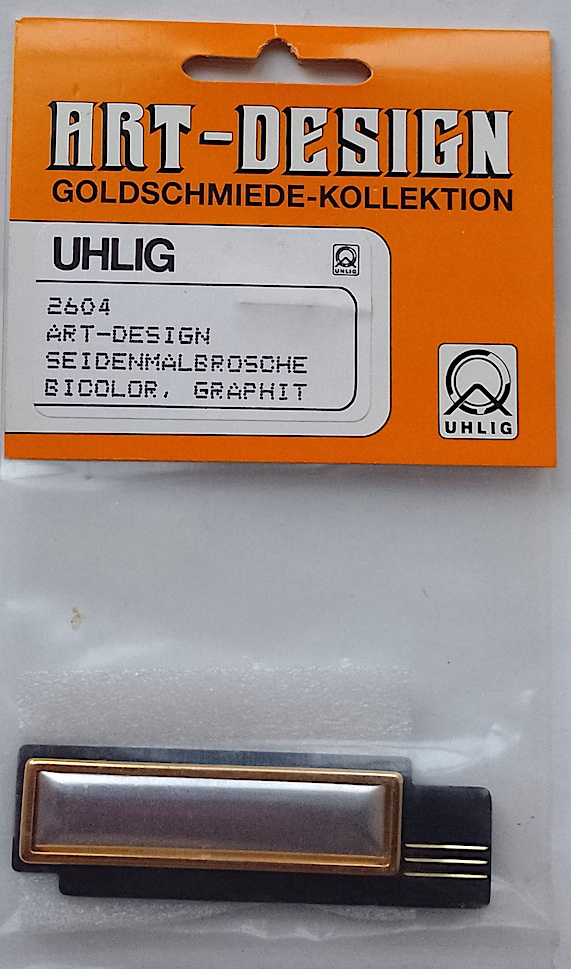 ART-DESIGN
GOLDSCHMIEDE-KOLLEKTION
UHLIG
UHLIG
2604
ART-DESIGN
SEIDENMALBROSCHE
BICOLOR, GRAPHIT
UHLIG